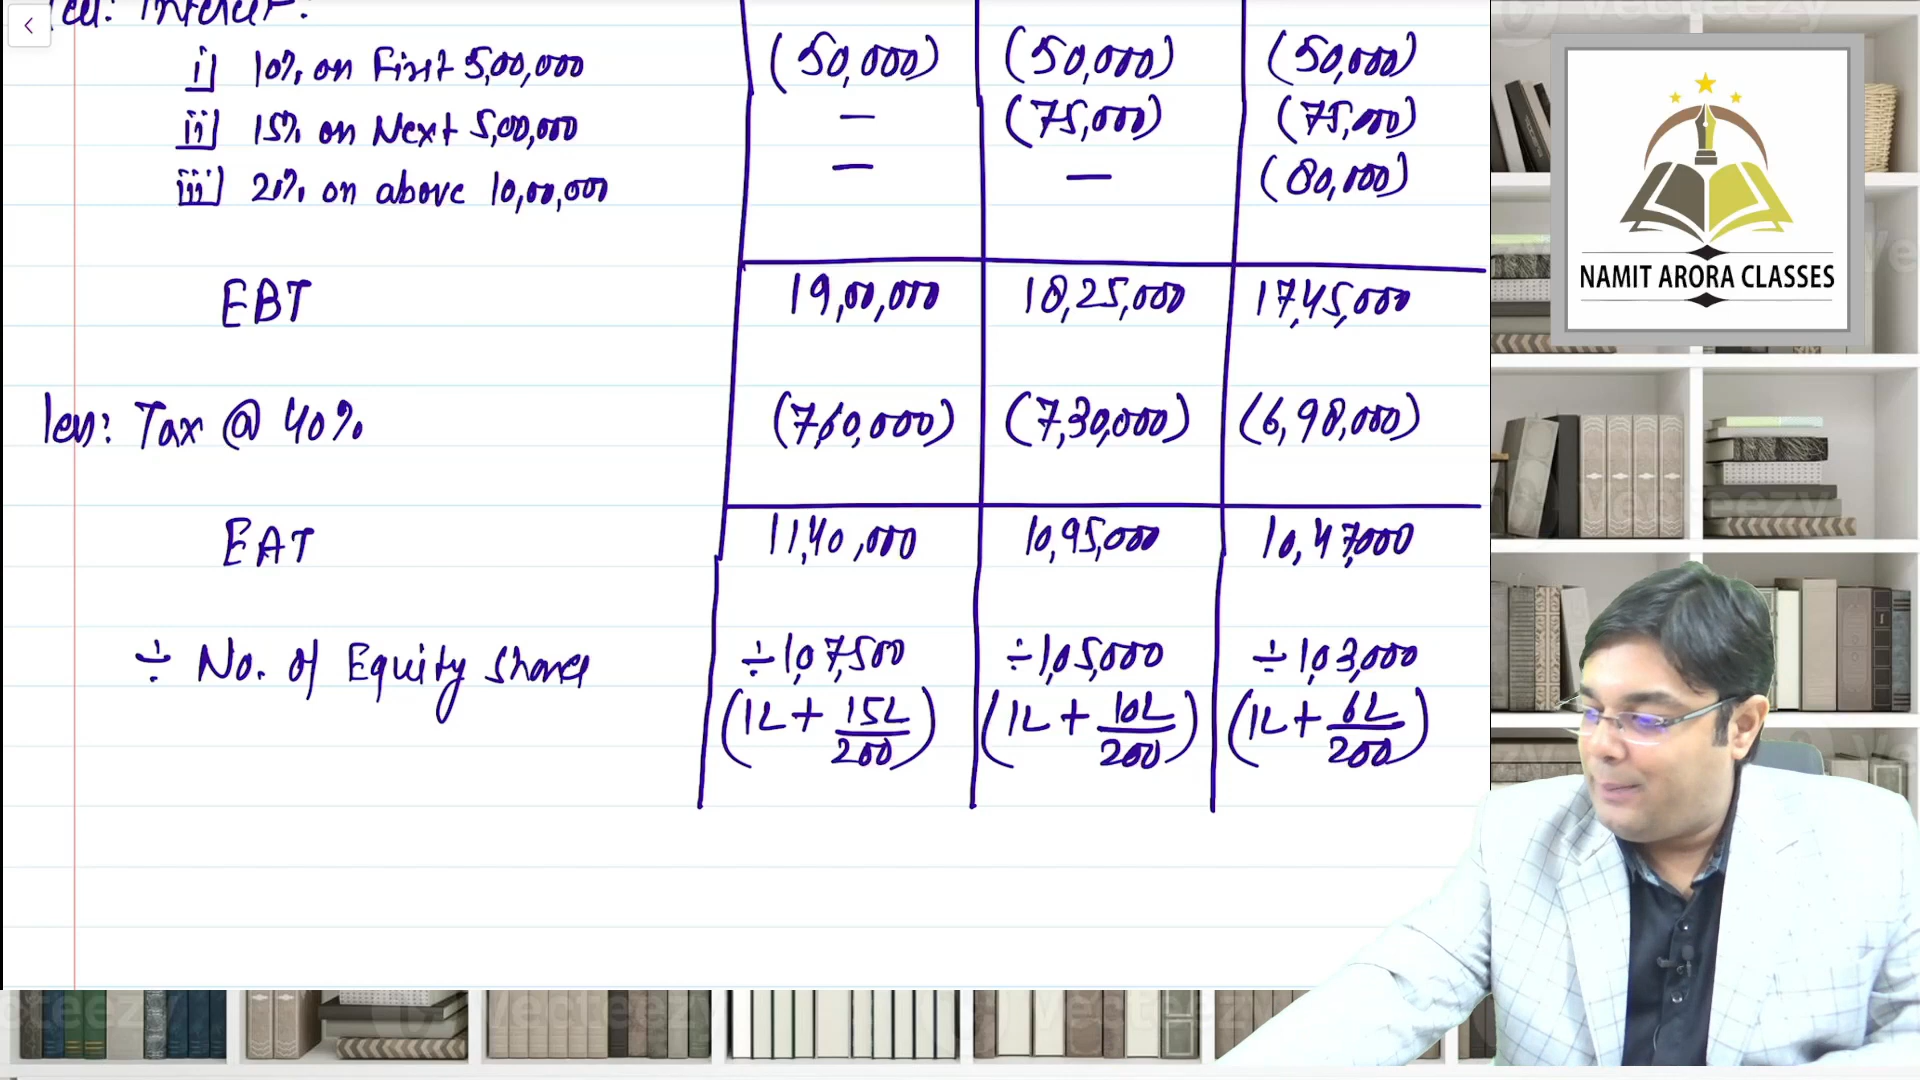 Interest:
i] 10% on First 5,00,000 (50,000) (50,000) (50,000)
ii] 15% on Next 5,00,000 — (75,000) (75,000)
iii] 20% on above 10,00,000 — — (80,000)
EBT 19,00,000 18,25,000 17,45,000
less: Tax @ 40% (7,60,000) (7,30,000) (6,98,000)
EAT 11,40,000 10,95,000 10,47,000
÷ No. of Equity shares ÷1,07,500 ÷1,05,000 ÷1,03,000
(1L + 15L/200) (1L + 10L/200) (1L + 6L/200)
NAMIT ARORA CLASSES
vecteezy